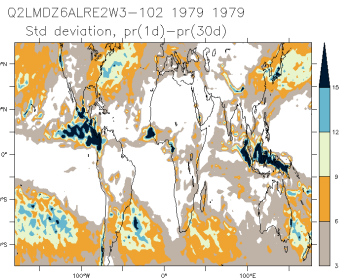 Q2LMDZ6ALRE2W3-102 1979 1979
Std deviation, pr(1d)-pr(30d)
°N
15
°N
12
0°
9
°S
6
°S
3
100°W 0° 100°E